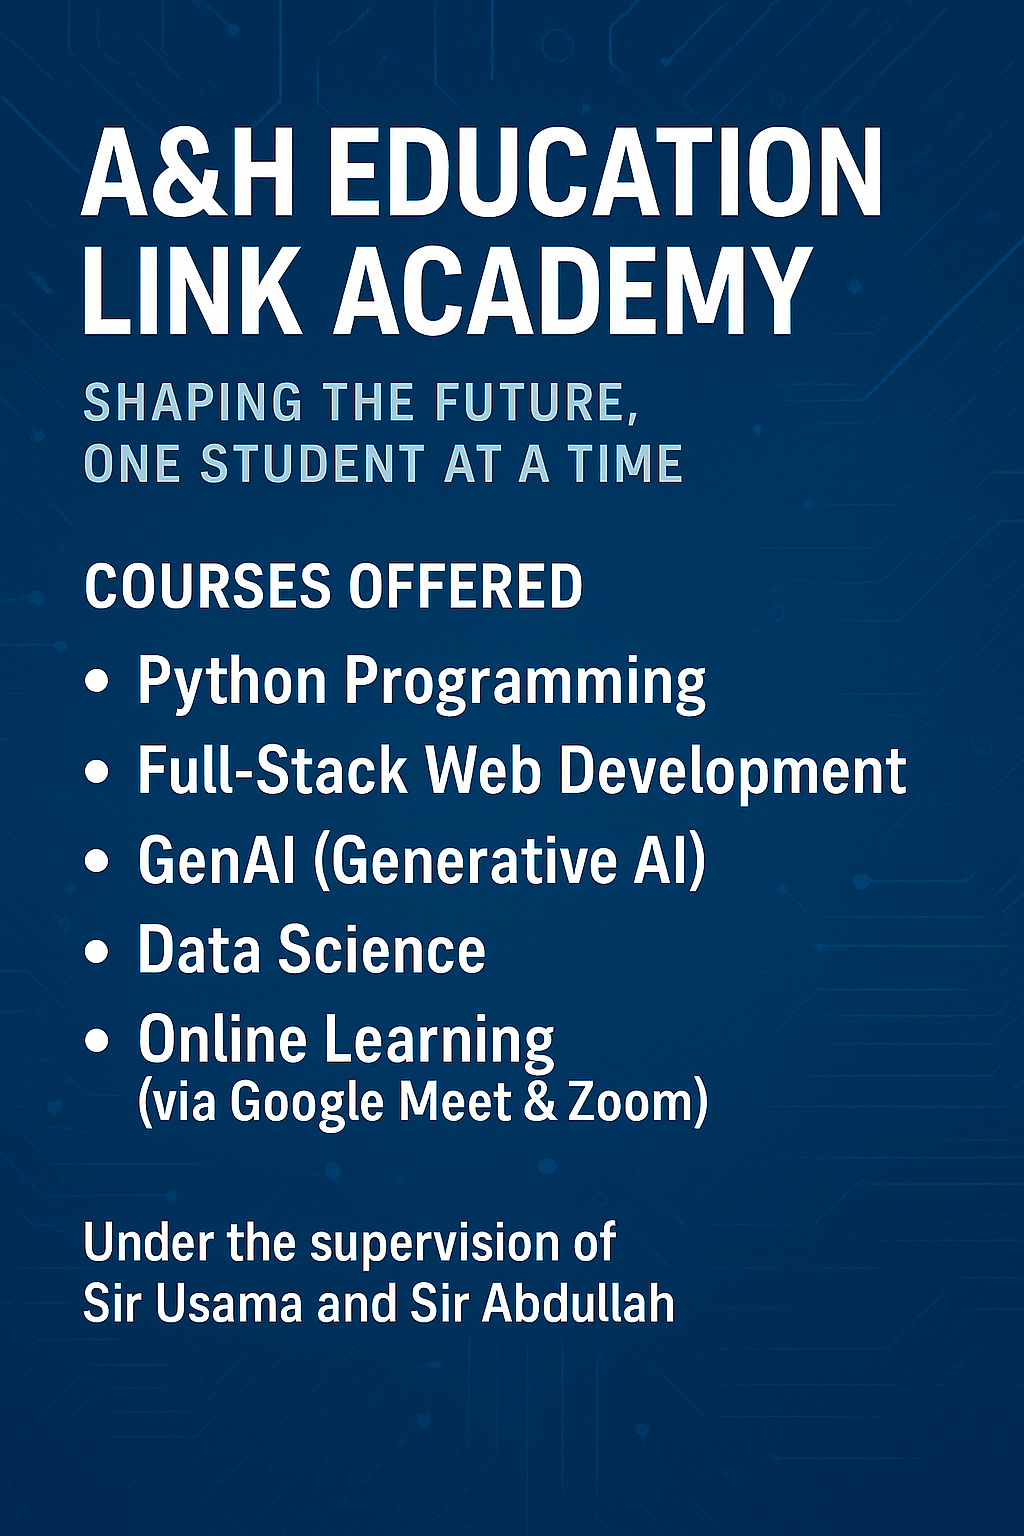 A&H EDUCATION
LINK ACADEMY
SHAPING THE FUTURE,
ONE STUDENT AT A TIME
COURSES OFFERED
• Python Programming
• Full-Stack Web Development
• GenAI (Generative AI)
• Data Science
• Online Learning
(via Google Meet & Zoom)
Under the supervision of
Sir Usama and Sir Abdullah